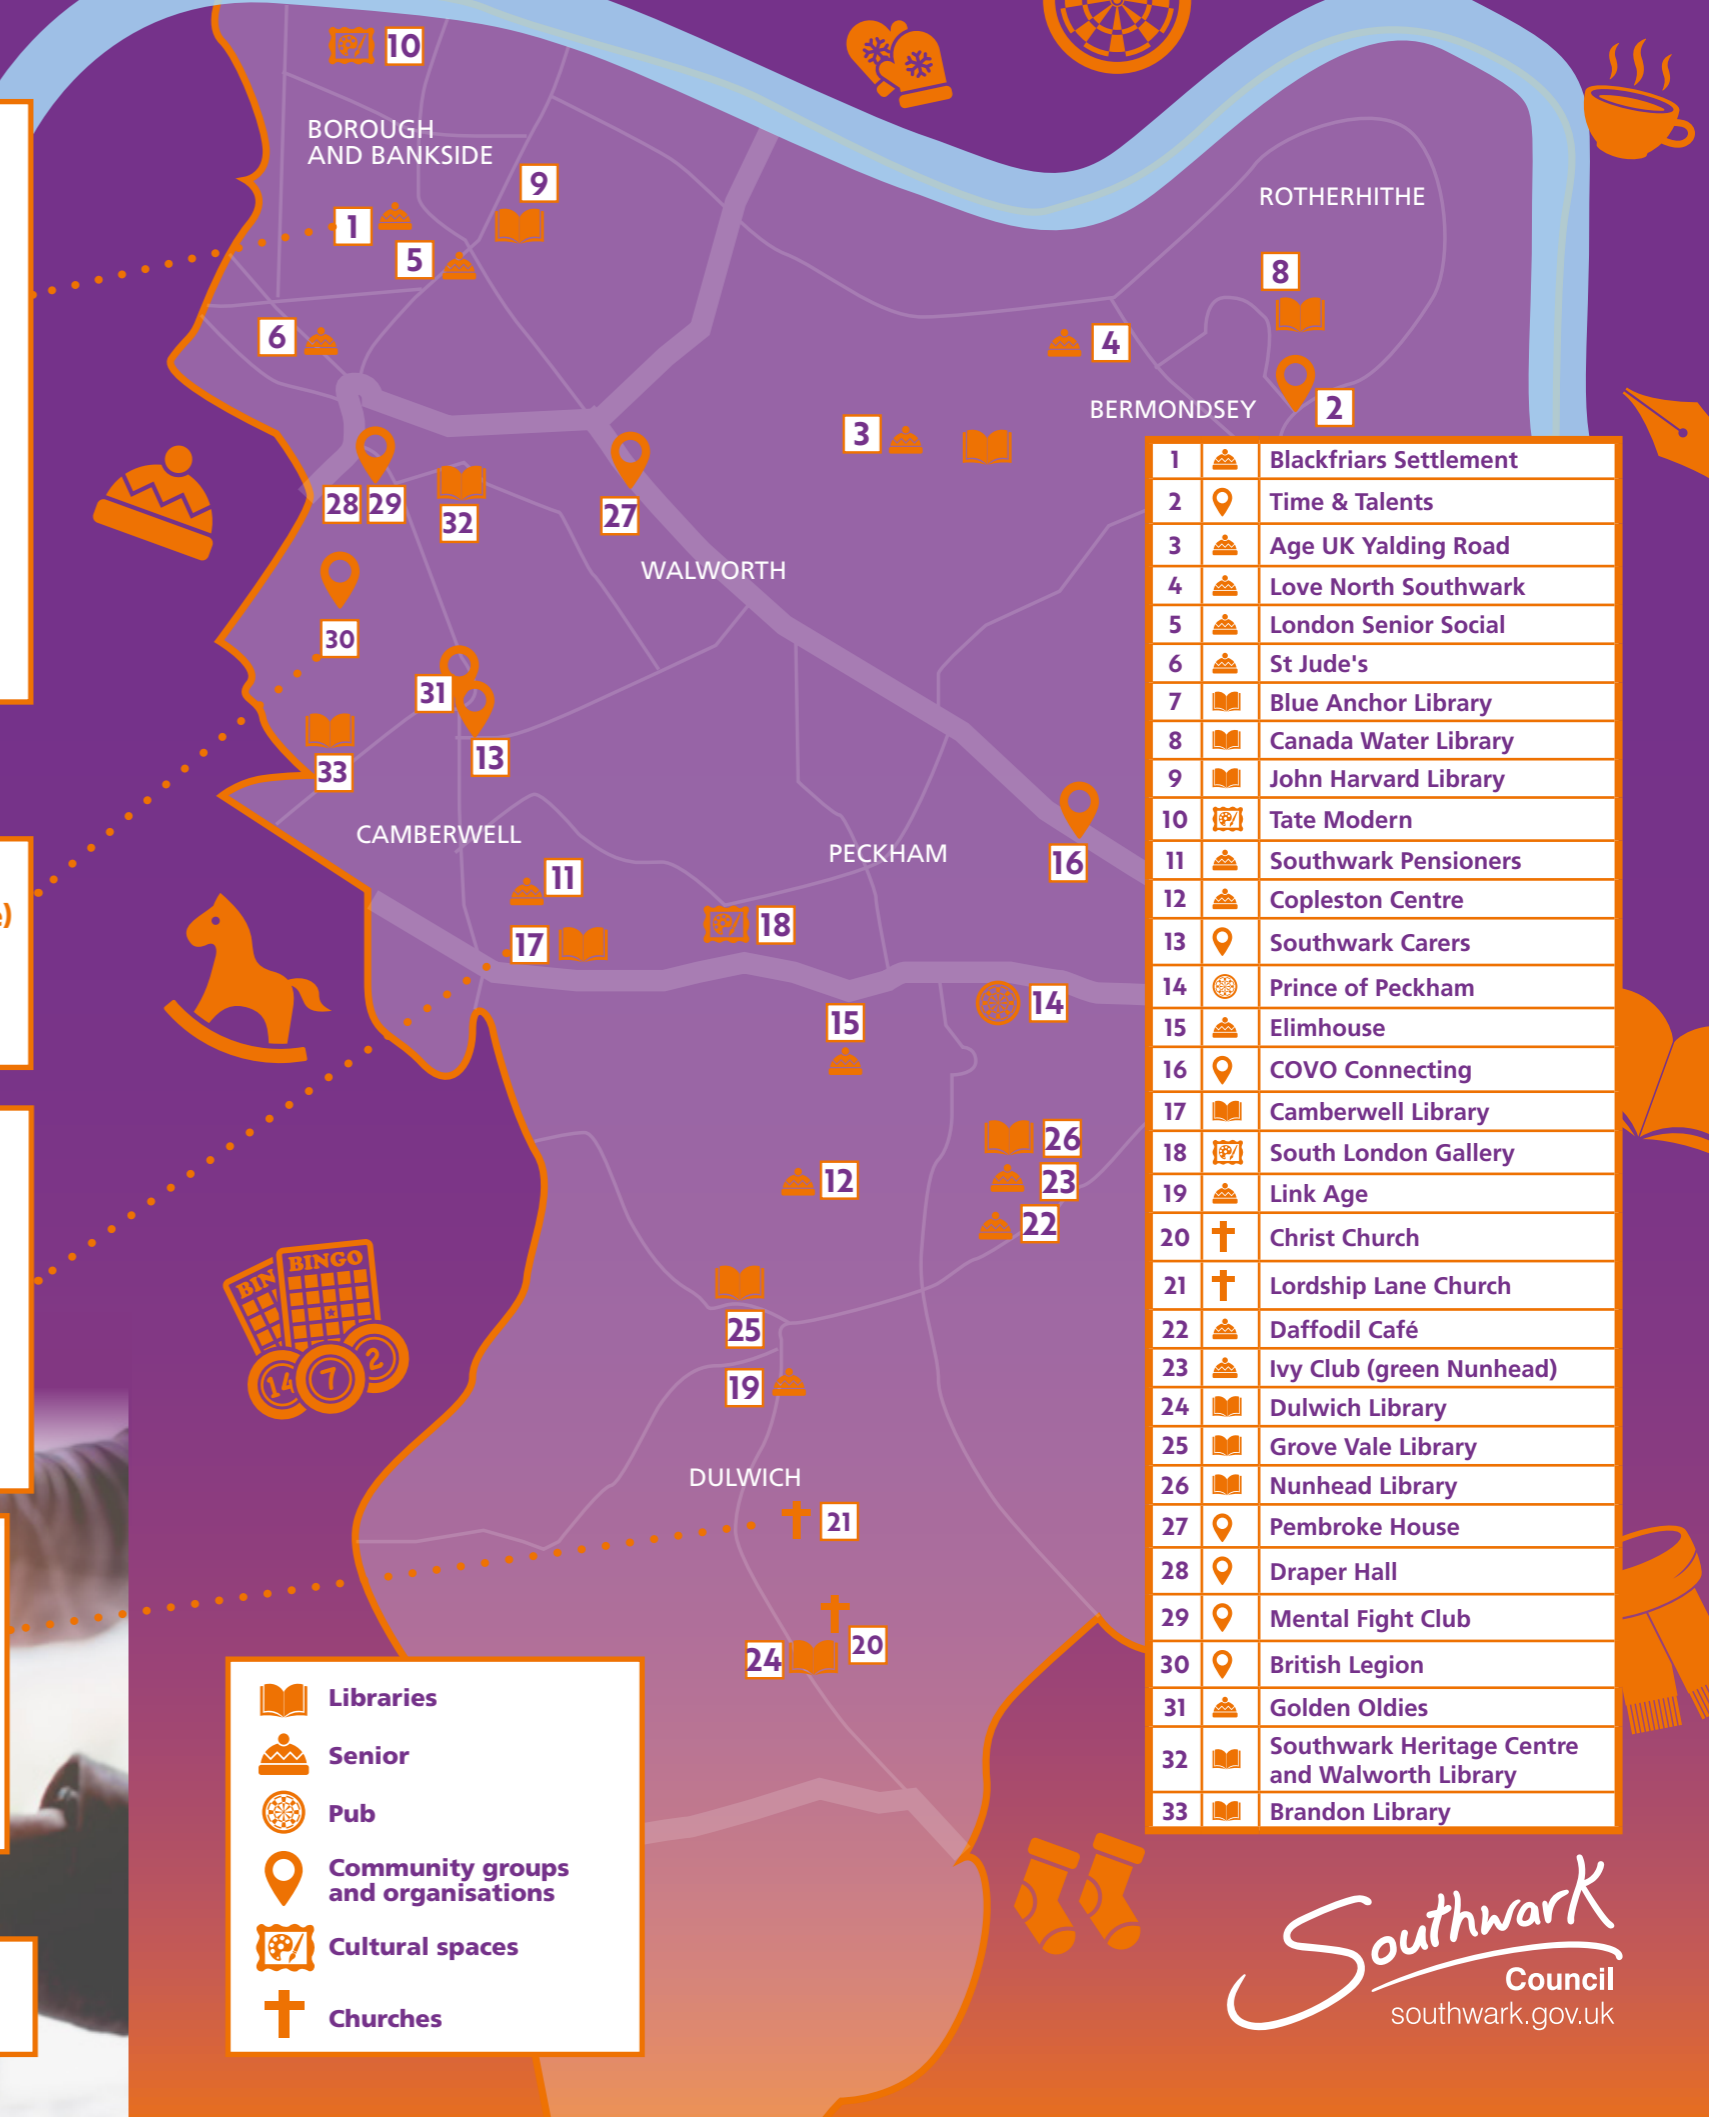 10
BOROUGH
AND BANKSIDE
9
ROTHERHITHE
1
5
8
6
4
BERMONDSEY
2
3
28 29
32
27
WALWORTH
30
31
13
33
CAMBERWELL
PECKHAM
16
11
18
17
14
15
26
12
23
22
25
19
DULWICH
21
24
20
e)
BINGO
BIN
14
7
2
1 Blackfriars Settlement
2 Time & Talents
3 Age UK Yalding Road
4 Love North Southwark
5 London Senior Social
6 St Jude's
7 Blue Anchor Library
8 Canada Water Library
9 John Harvard Library
10 Tate Modern
11 Southwark Pensioners
12 Copleston Centre
13 Southwark Carers
14 Prince of Peckham
15 Elimhouse
16 COVO Connecting
17 Camberwell Library
18 South London Gallery
19 Link Age
20 Christ Church
21 Lordship Lane Church
22 Daffodil Café
23 Ivy Club (green Nunhead)
24 Dulwich Library
25 Grove Vale Library
26 Nunhead Library
27 Pembroke House
28 Draper Hall
29 Mental Fight Club
30 British Legion
31 Golden Oldies
32 Southwark Heritage Centre
and Walworth Library
33 Brandon Library
Libraries
Senior
Pub
Community groups
and organisations
Cultural spaces
Churches
Southwark
Council
southwark.gov.uk